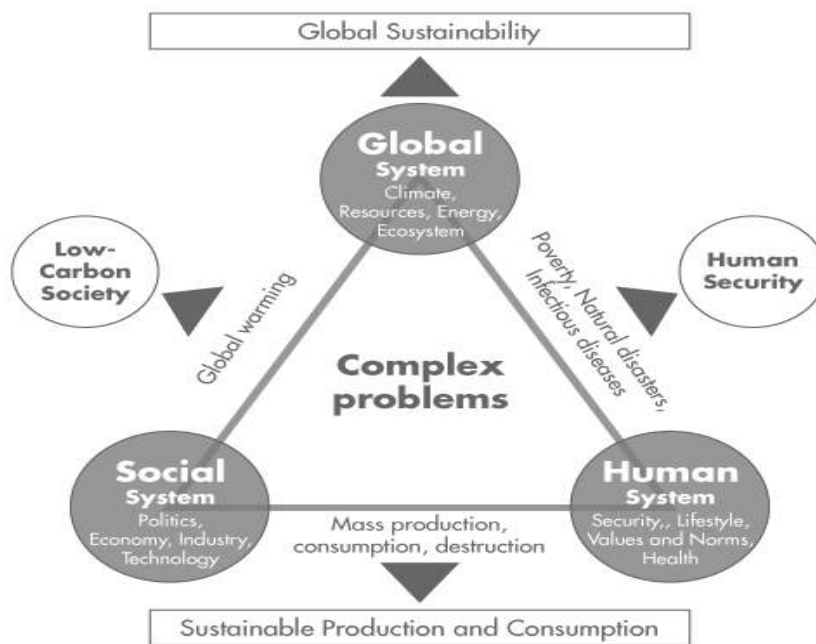 Global Sustainability
Global
System
Climate,
Resources, Energy,
Ecosystem
Low-
Carbon
Society
Human
Security
Global warming
Poverty, Natural disasters,
Infectious diseases
Complex
problems
Social
System
Politics,
Economy, Industry,
Technology
Human
System
Security,, Lifestyle,
Values and Norms,
Health
Mass production,
consumption, destruction
Sustainable Production and Consumption